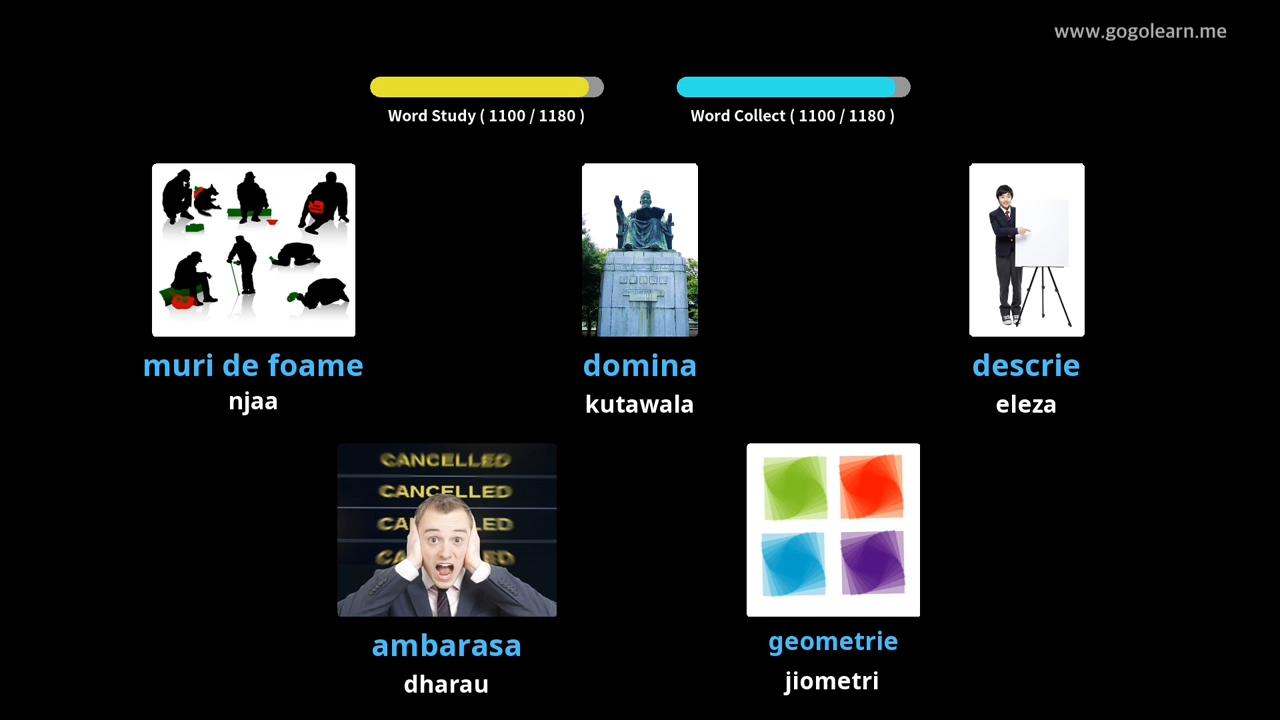 www.gogolearn.me
Word Study ( 1100 / 1180 )
Word Collect ( 1100 / 1180 )
muri de foame
njaa
domina
kutawala
descrie
eleza
CANCELLED
CANCELLED
ambarasa
dharau
geometrie
jiometri